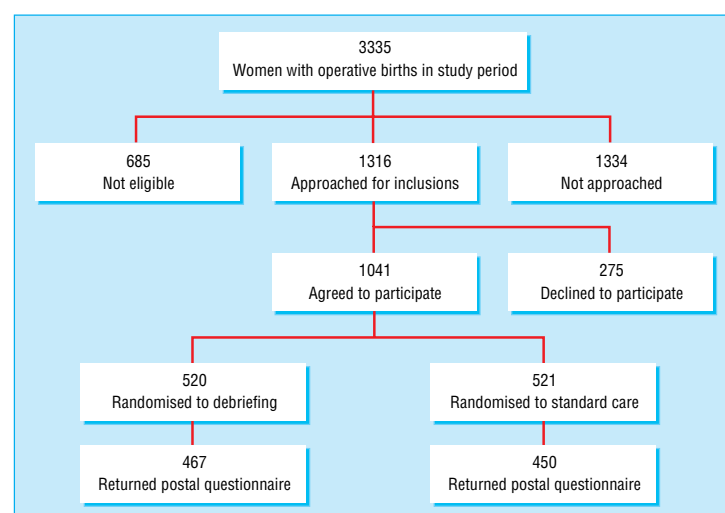 3335
Women with operative births in study period
685
Not eligible
1316
Approached for inclusions
1334
Not approached
1041
Agreed to participate
275
Declined to participate
520
Randomised to debriefing
521
Randomised to standard care
467
Returned postal questionnaire
450
Returned postal questionnaire